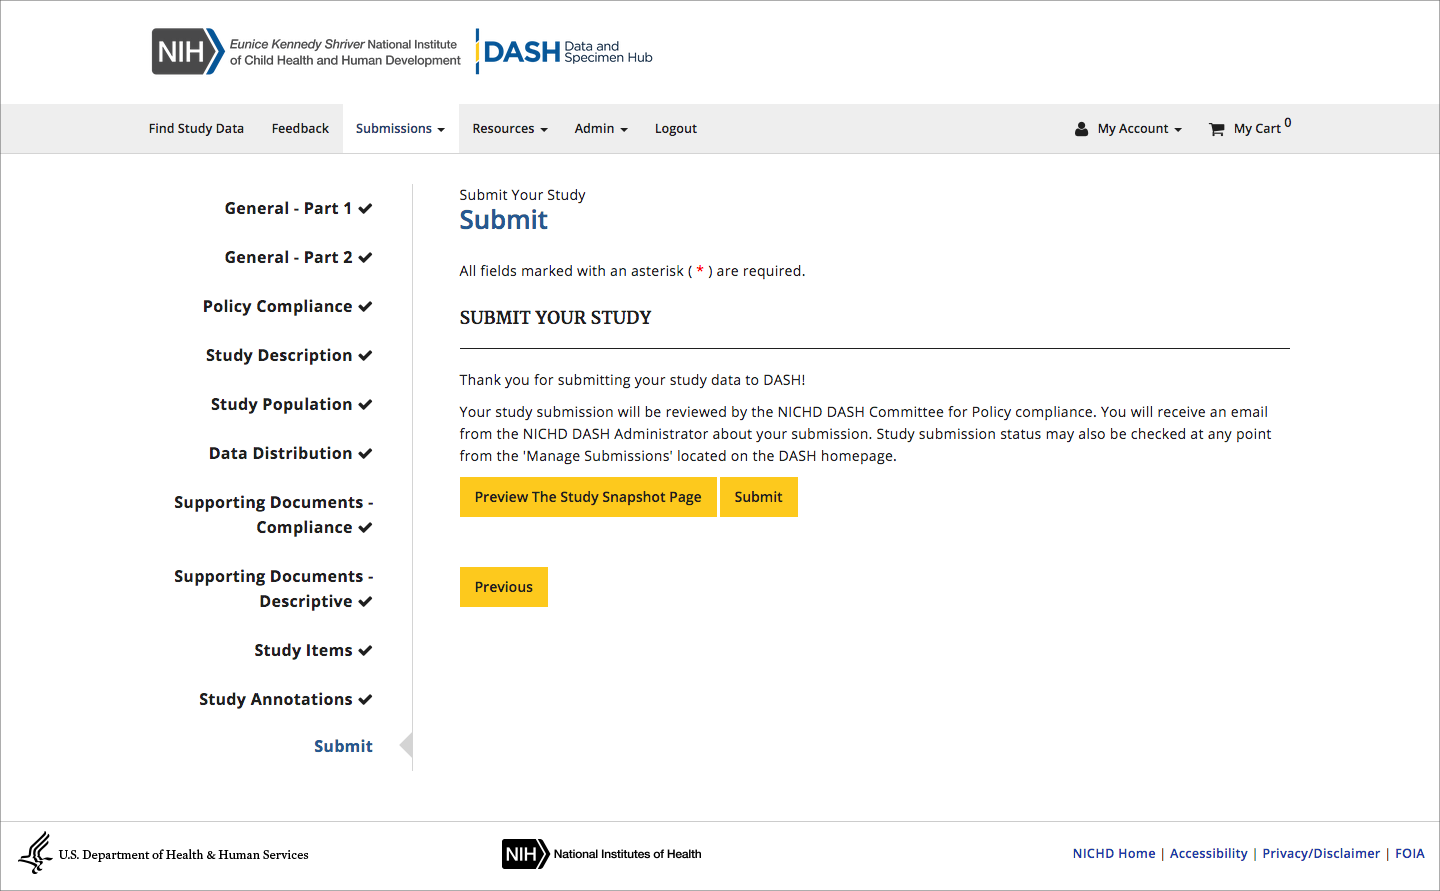 NIH Eunice Kennedy Shriver National Institute
of Child Health and Human Development
DASH Data and
Specimen Hub
Find Study Data Feedback Submissions Resources Admin Logout My Account My Cart 0
General - Part 1
General - Part 2
Policy Compliance
Study Description
Study Population
Data Distribution
Supporting Documents -
Compliance
Supporting Documents -
Descriptive
Study Items
Study Annotations
Submit
Submit Your Study
Submit
All fields marked with an asterisk ( * ) are required.
SUBMIT YOUR STUDY
Thank you for submitting your study data to DASH!
Your study submission will be reviewed by the NICHD DASH Committee for Policy compliance. You will receive an email
from the NICHD DASH Administrator about your submission. Study submission status may also be checked at any point
from the 'Manage Submissions' located on the DASH homepage.
Preview The Study Snapshot Page Submit
Previous
U.S. Department of Health & Human Services
NIH National Institutes of Health
NICHD Home | Accessibility | Privacy/Disclaimer | FOIA